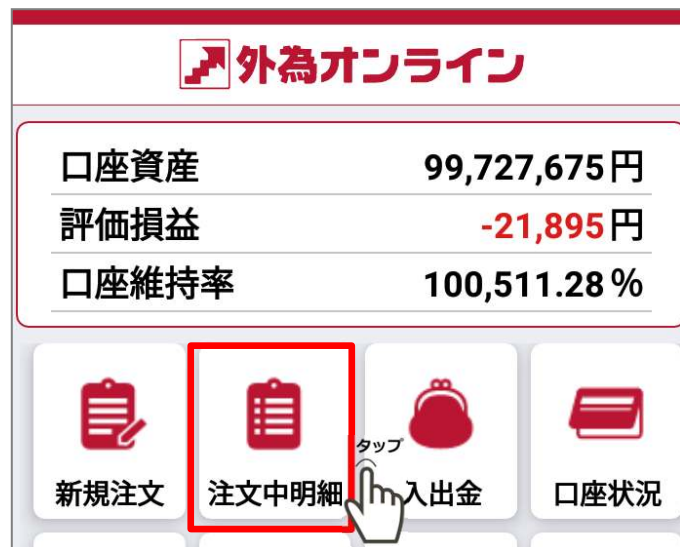 外為オンライン
口座資産 99,727,675円
評価損益 -21,895円
口座維持率 100,511.28%
タップ
新規注文 注文中明細 入出金 口座状況